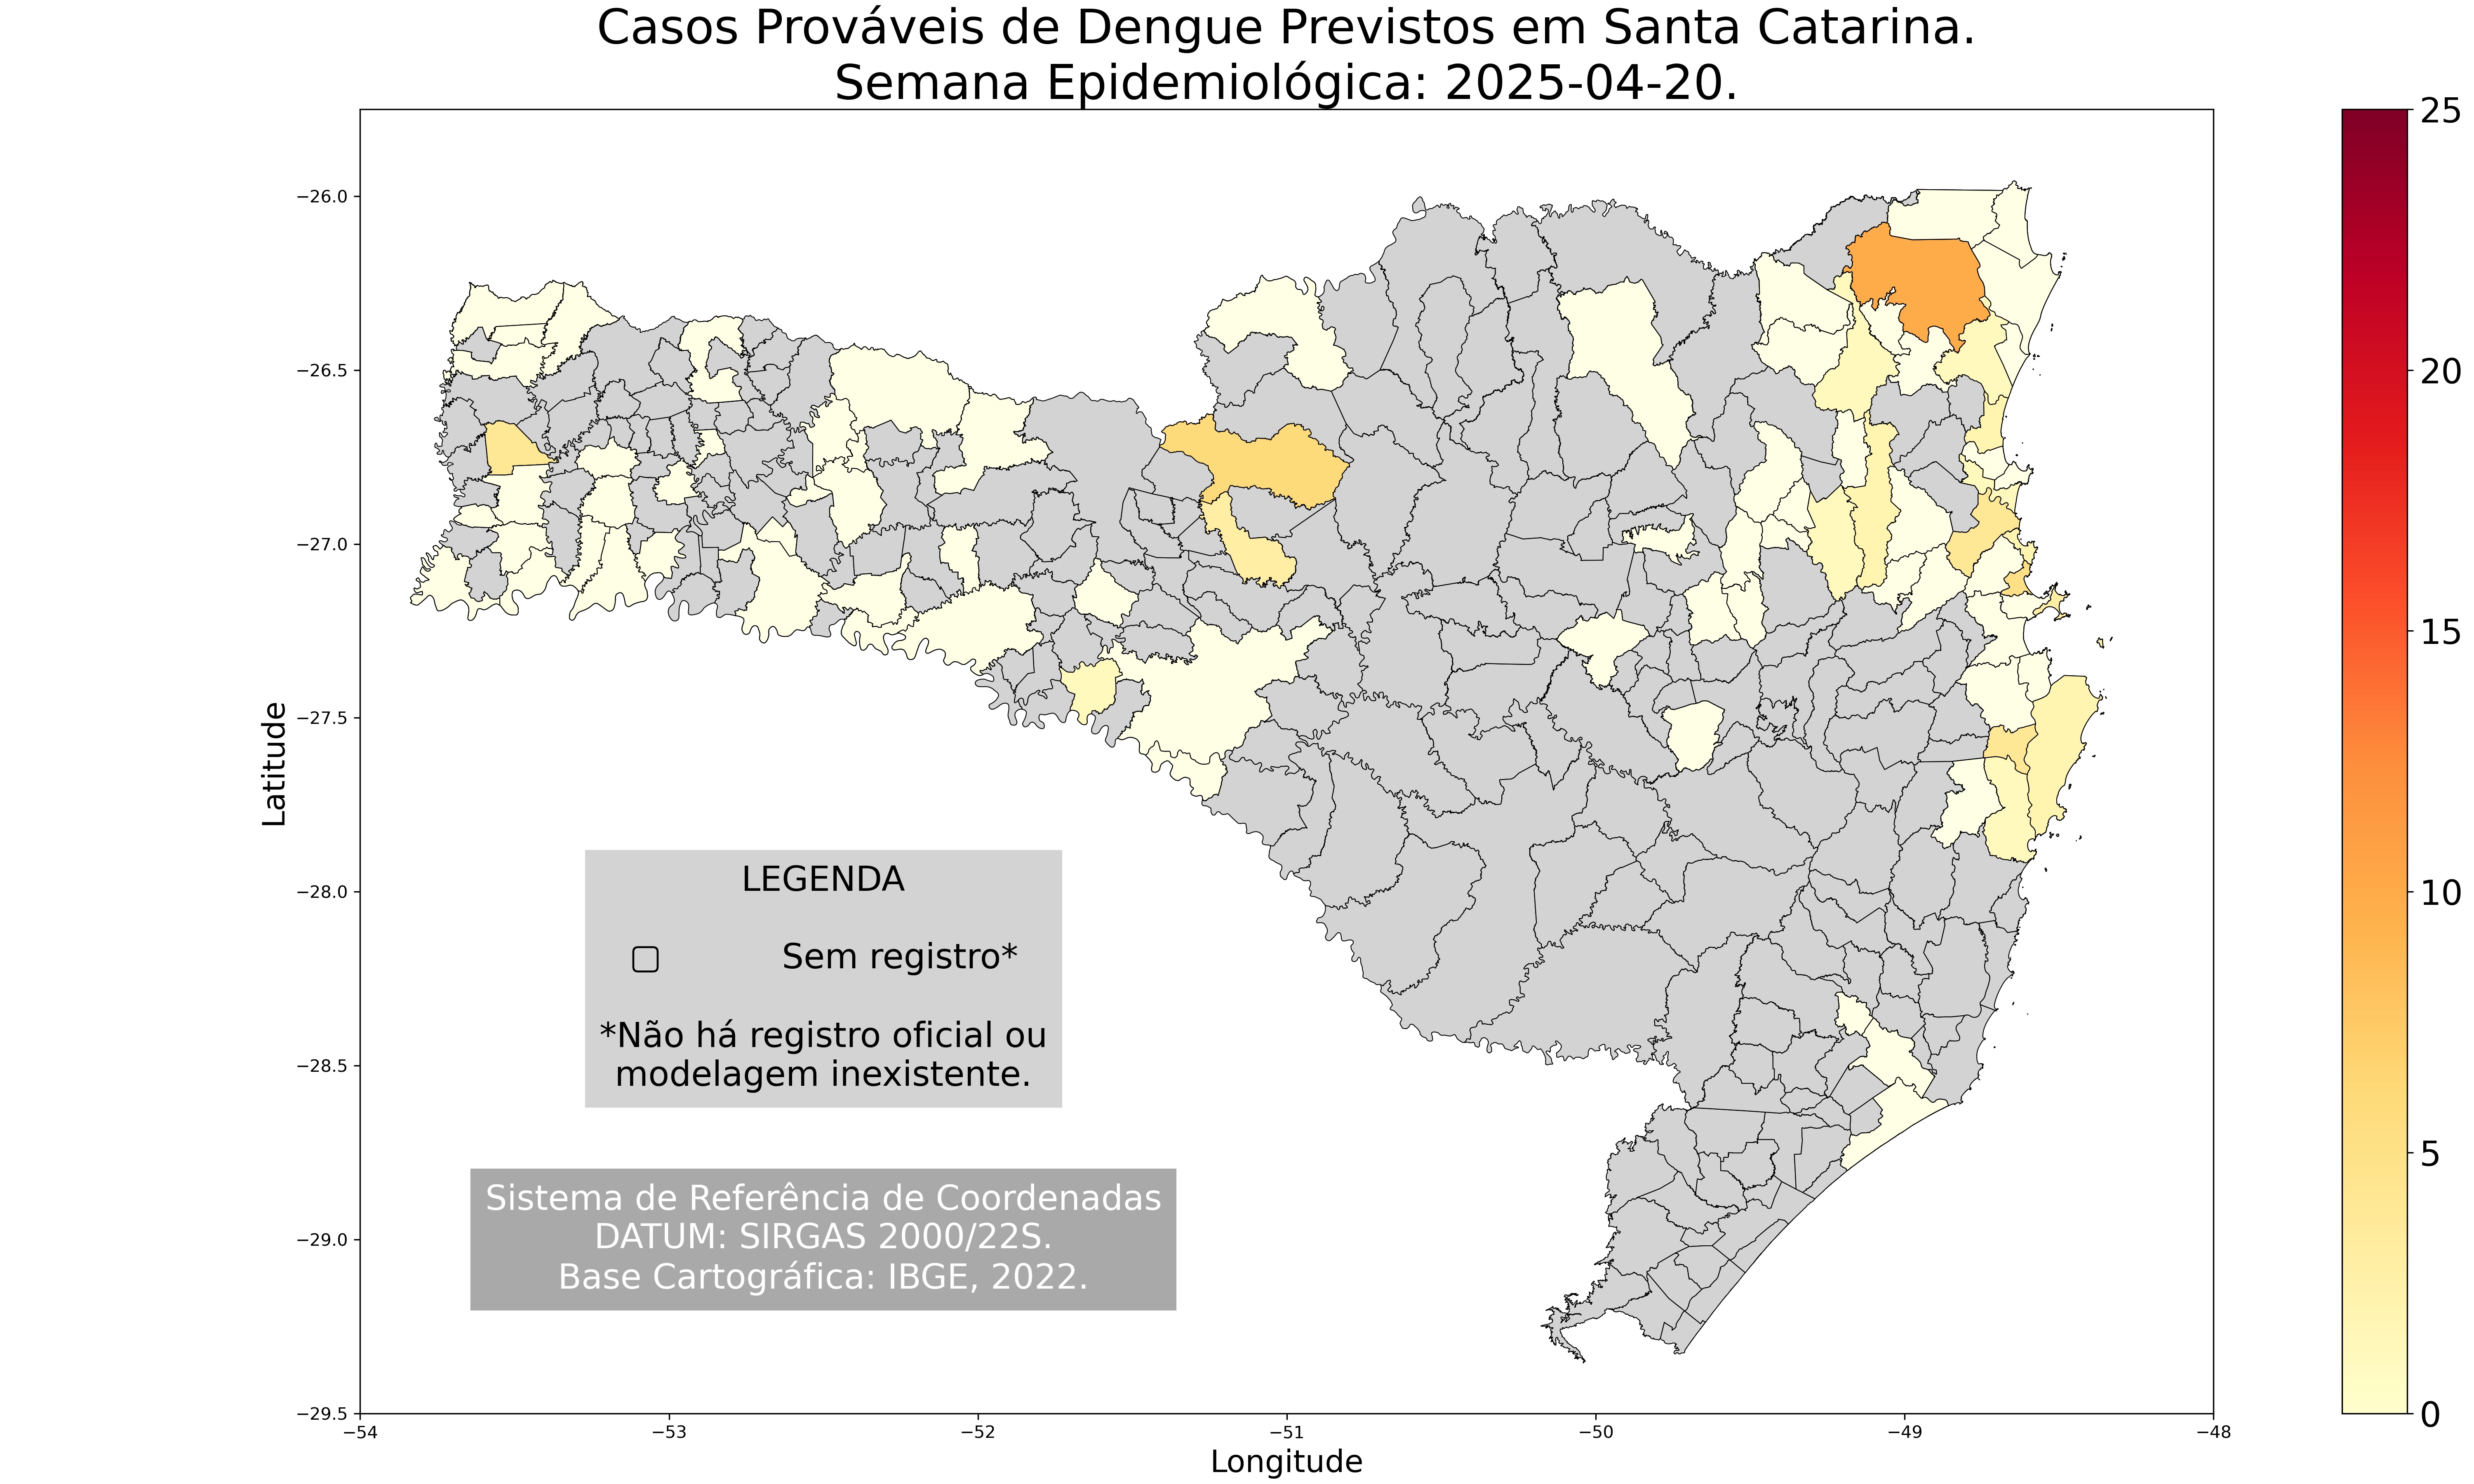 Casos Prováveis de Dengue Previstos em Santa Catarina.
Semana Epidemiológica: 2025-04-20.
25
20
15
10
5
0
−26.0
−26.5
−27.0
−27.5
−28.0
−28.5
−29.0
−29.5
Latitude
LEGENDA
Sem registro*
*Não há registro oficial ou
modelagem inexistente.
Sistema de Referência de Coordenadas
DATUM: SIRGAS 2000/22S.
Base Cartográfica: IBGE, 2022.
−54 −53 −52 −51 −50 −49 −48
Longitude